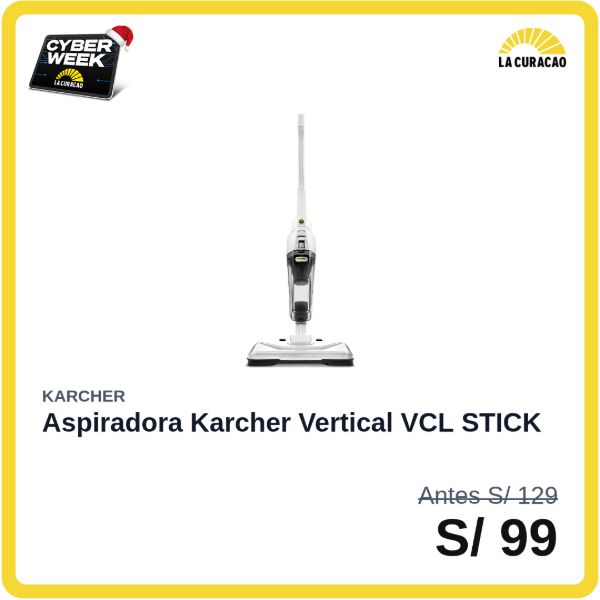 CYBER
WEEK
LA CURACAO
LA CURACAO
KARCHER
Aspiradora Karcher Vertical VCL STICK
Antes S/ 129
S/ 99